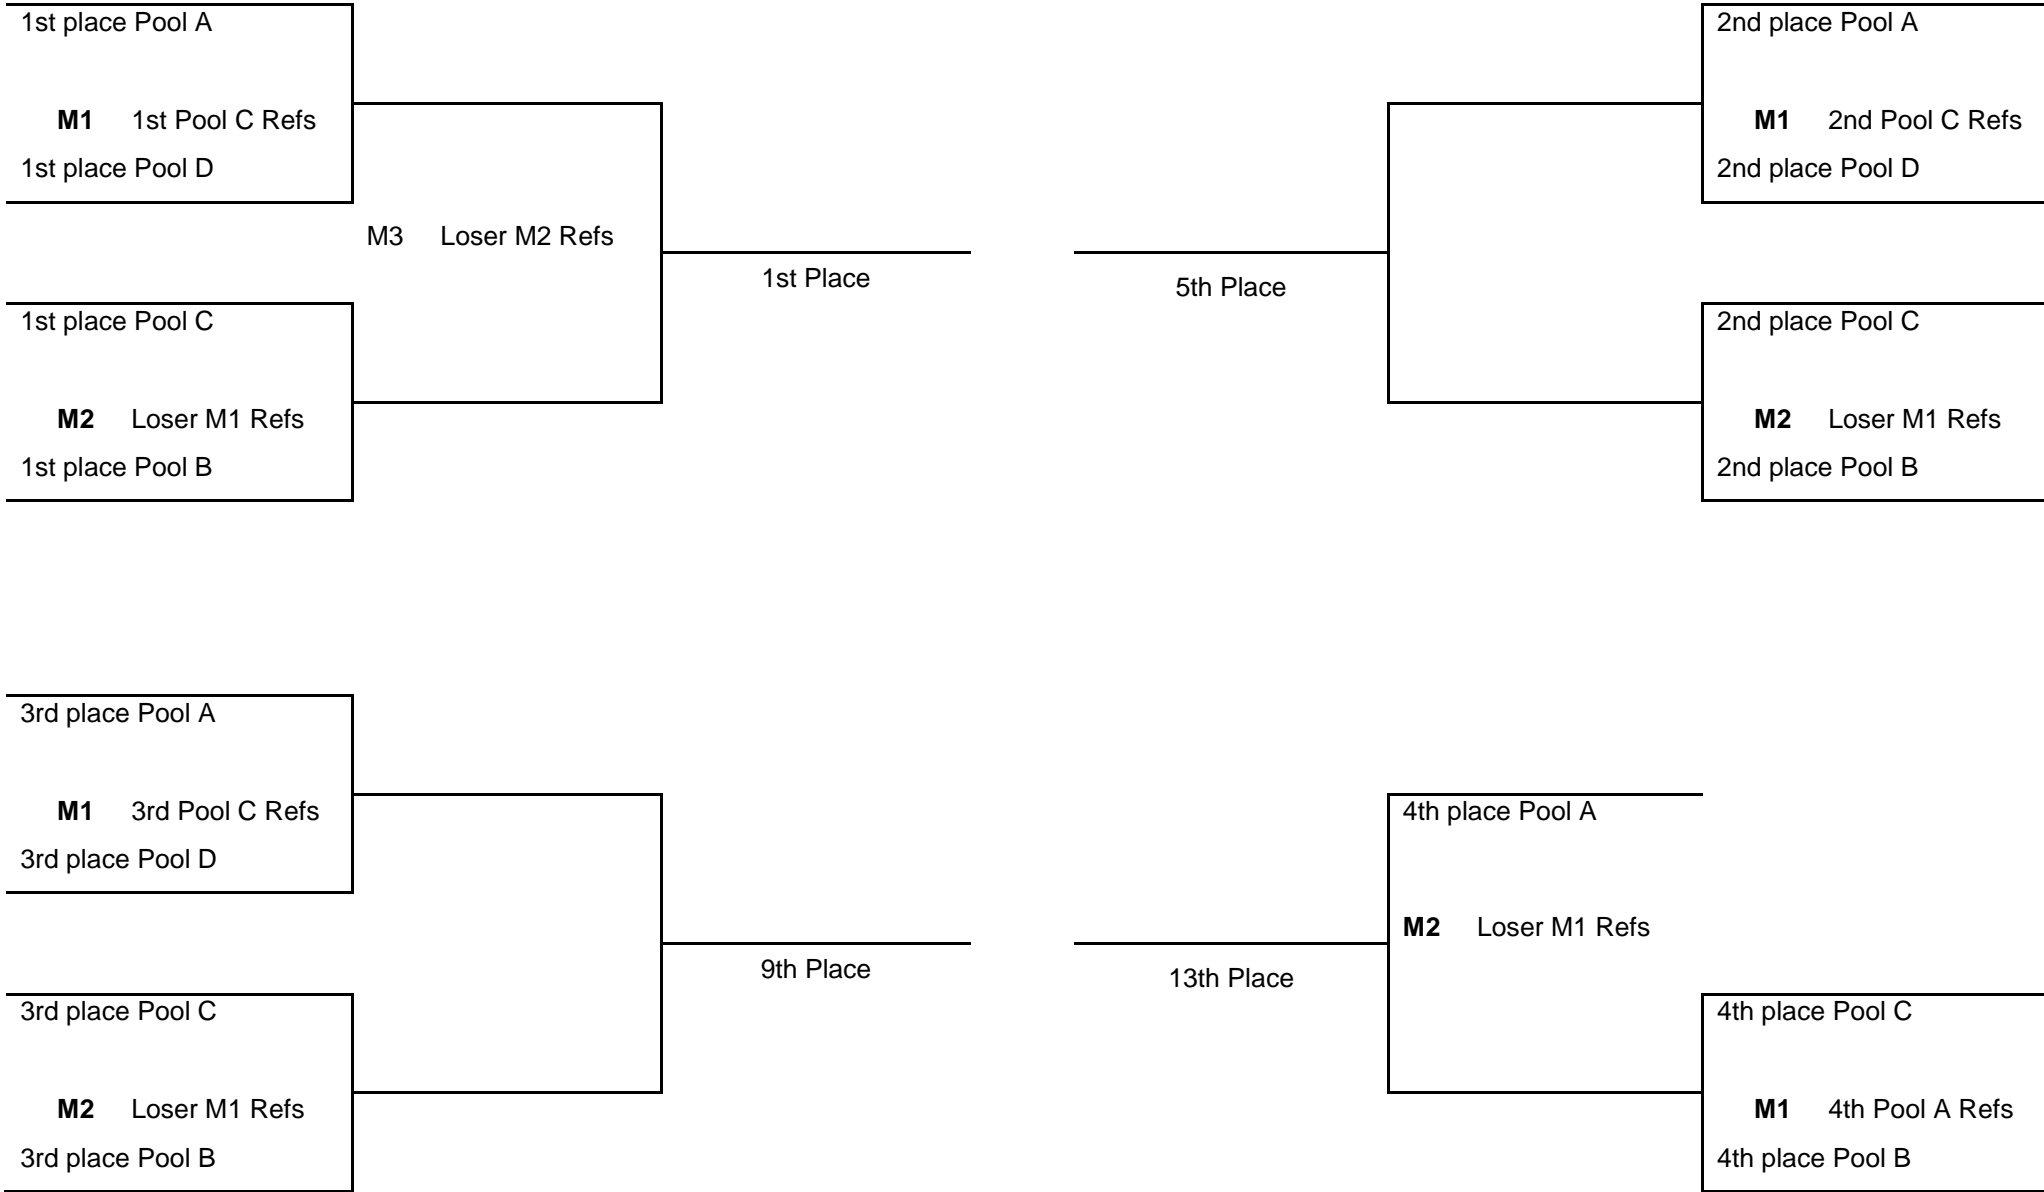 1st place Pool A
M1 1st Pool C Refs
1st place Pool D
M3 Loser M2 Refs
1st Place
1st place Pool C
M2 Loser M1 Refs
1st place Pool B
2nd place Pool A
M1 2nd Pool C Refs
2nd place Pool D
5th Place
2nd place Pool C
M2 Loser M1 Refs
2nd place Pool B
3rd place Pool A
M1 3rd Pool C Refs
3rd place Pool D
9th Place
3rd place Pool C
M2 Loser M1 Refs
3rd place Pool B
4th place Pool A
M2 Loser M1 Refs
13th Place
4th place Pool C
M1 4th Pool A Refs
4th place Pool B